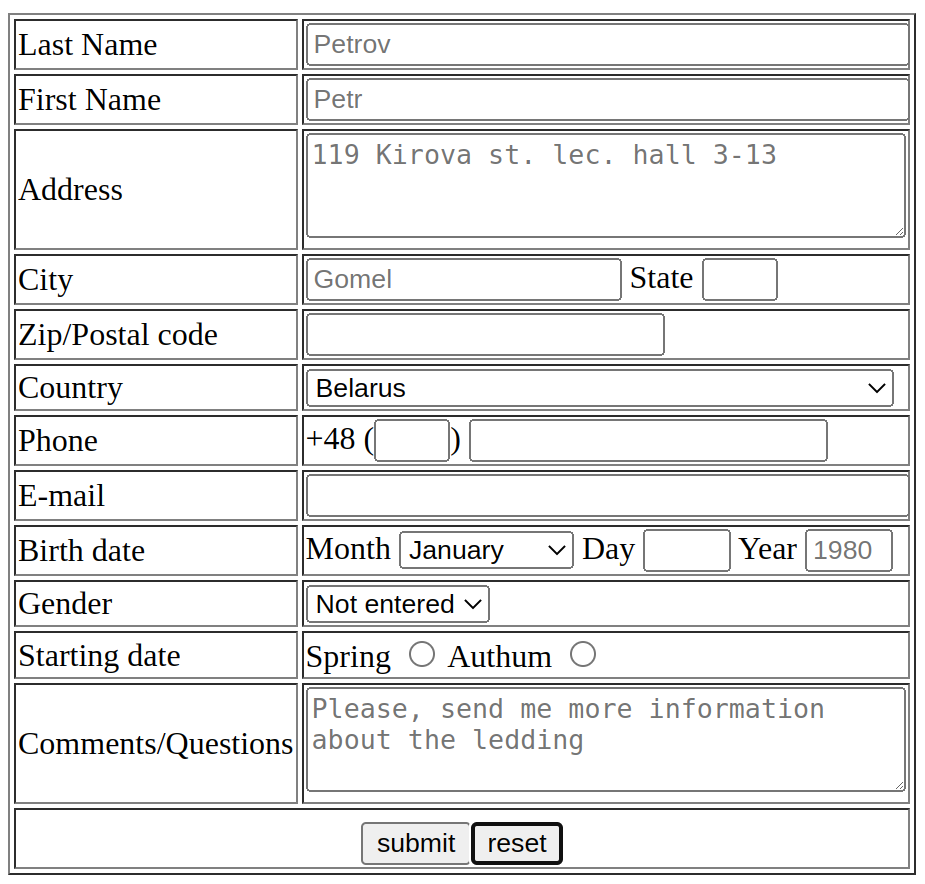 Last Name Petrov
First Name Petr
Address 119 Kirova st. lec. hall 3-13
City Gomel State
Zip/Postal code
Country Belarus
Phone +48 ( )
E-mail
Birth date Month January Day Year 1980
Gender Not entered
Starting date Spring Authum
Comments/Questions Please, send me more information
about the ledding
submit reset